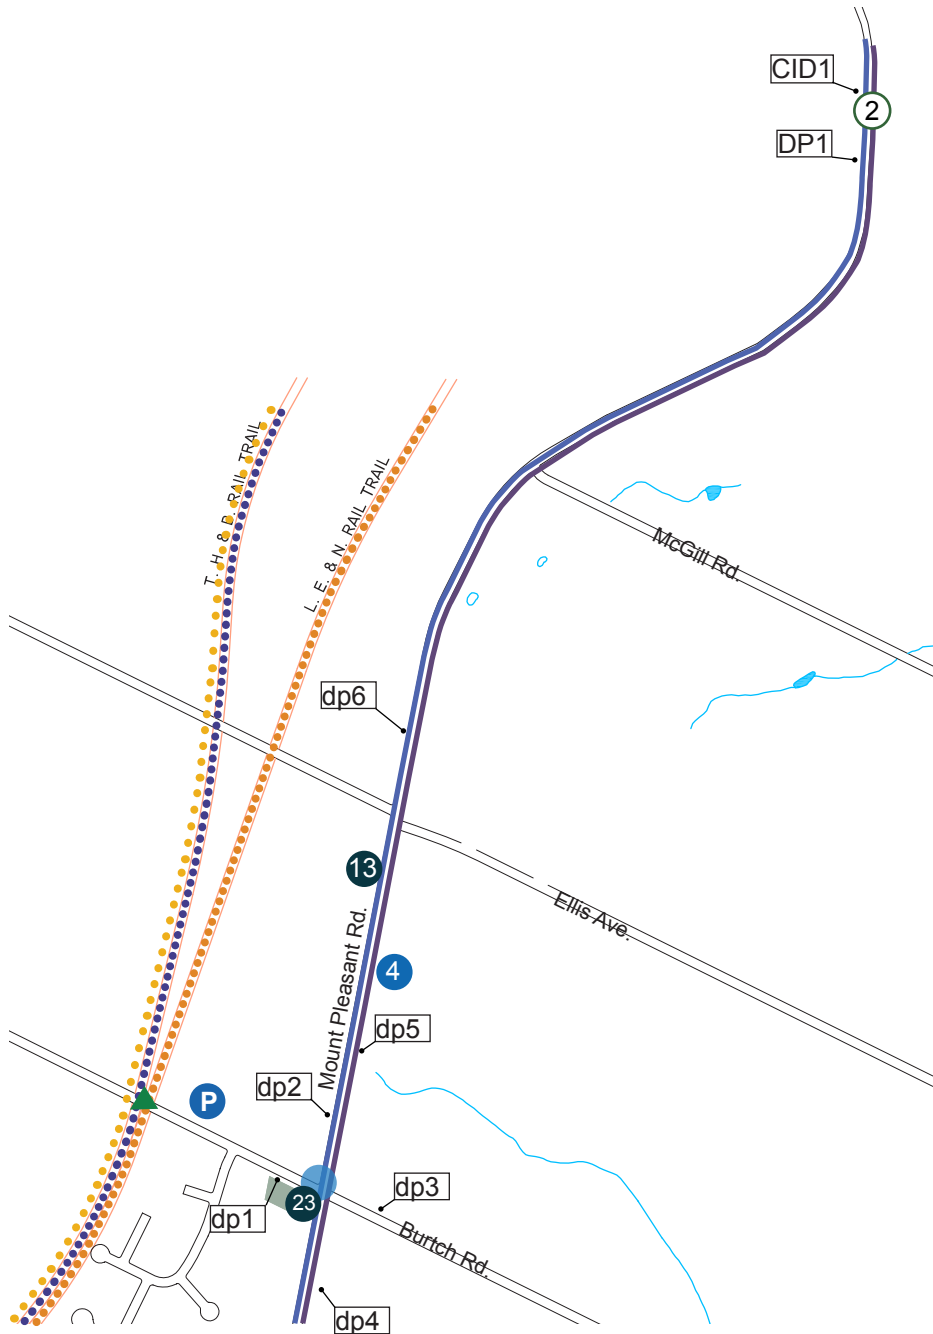 CID1
2
DP1
T. H & B. RAIL TRAIL
L. E. & N. RAIL TRAIL
McGill Rd.
dp6
13
Ellis Ave.
Mount Pleasant Rd.
4
dp5
dp2
P
dp3
23
dp1
Burtch Rd.
dp4